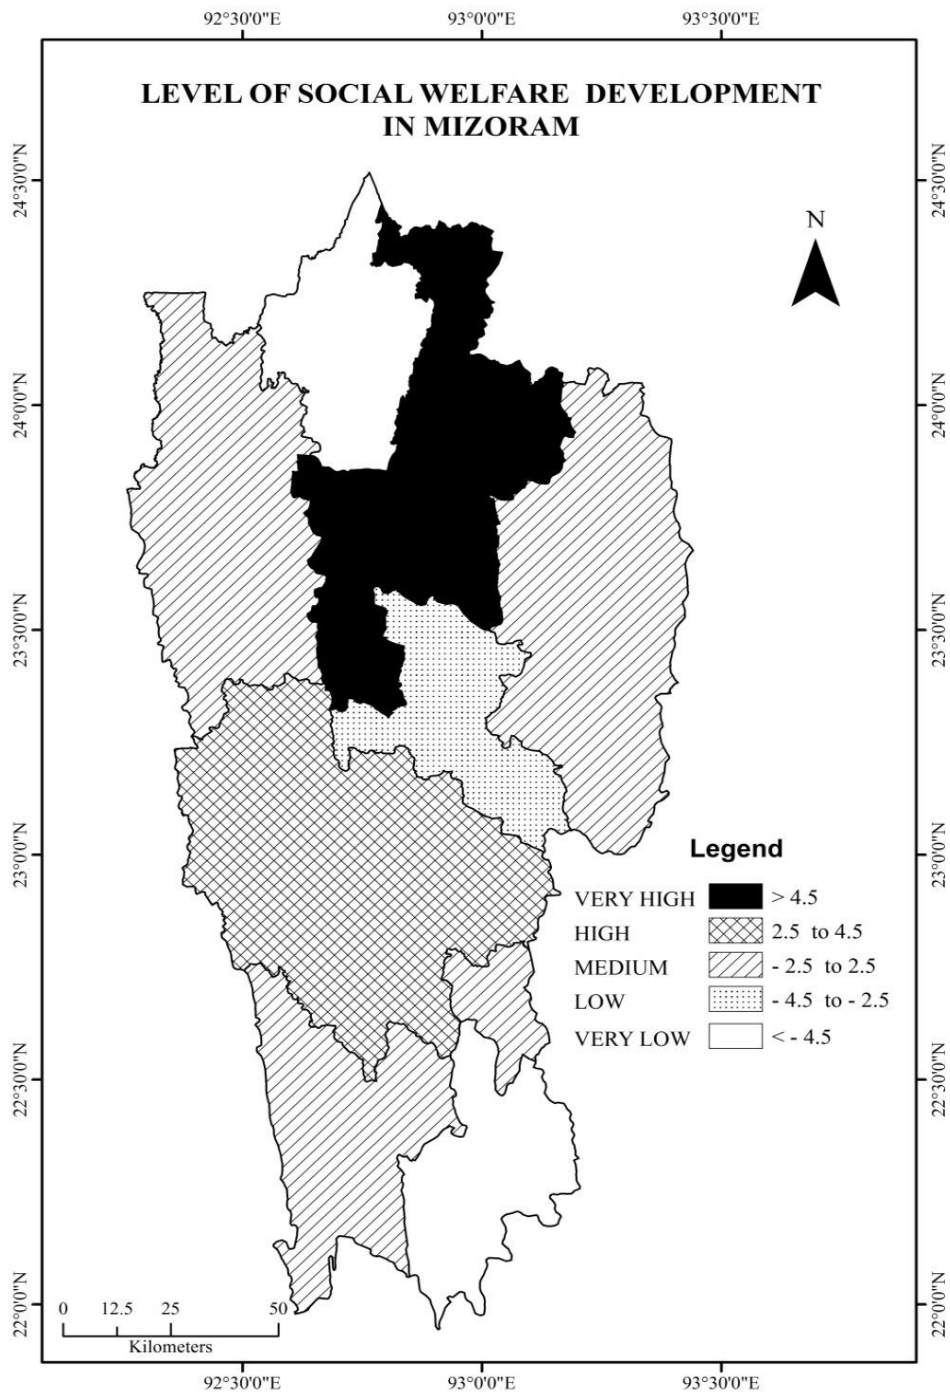 92°30'0"E 93°0'0"E 93°30'0"E
LEVEL OF SOCIAL WELFARE DEVELOPMENT
IN MIZORAM
N
24°30'0"N 24°30'0"N
24°0'0"N 24°0'0"N
23°30'0"N 23°30'0"N
23°0'0"N 23°0'0"N
22°30'0"N 22°30'0"N
22°0'0"N 22°0'0"N
Legend
VERY HIGH > 4.5
HIGH 2.5 to 4.5
MEDIUM - 2.5 to 2.5
LOW - 4.5 to - 2.5
VERY LOW < - 4.5
0 12.5 25 50
Kilometers
92°30'0"E 93°0'0"E 93°30'0"E